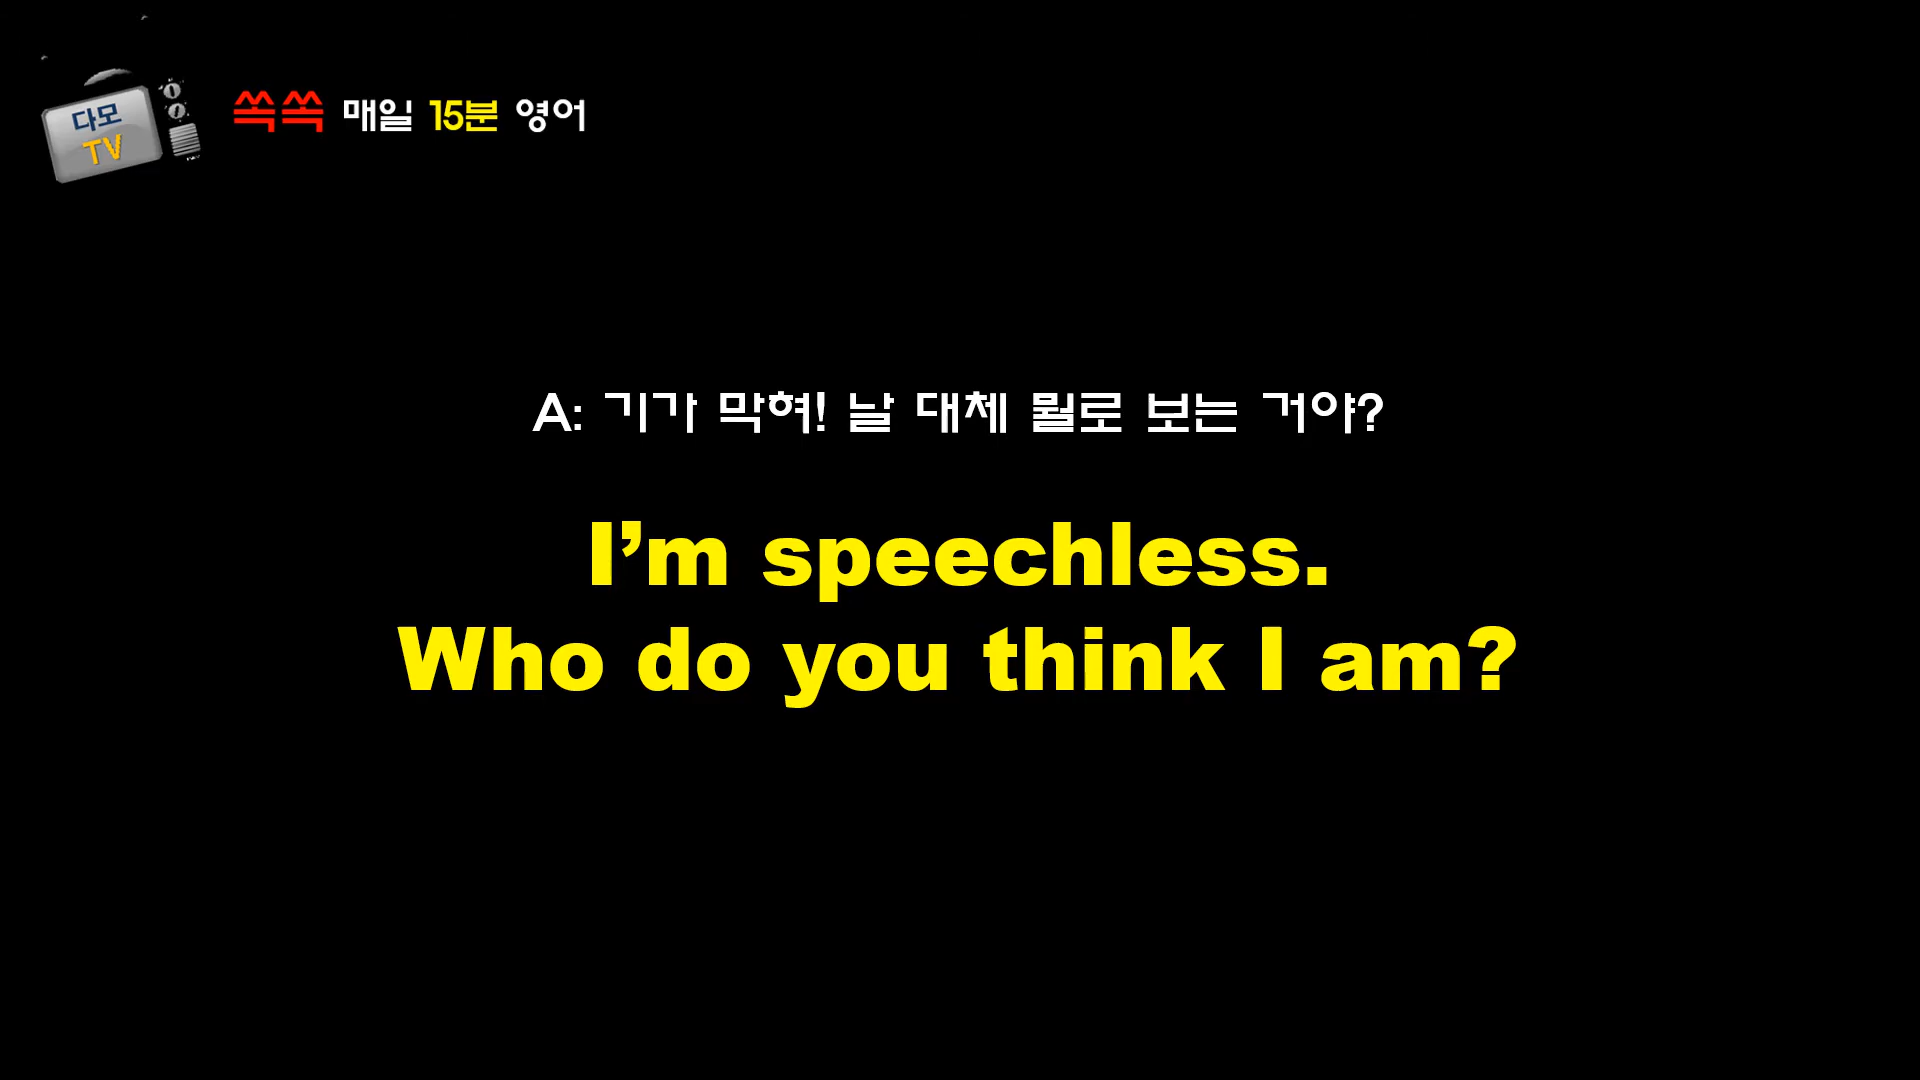 다모
TV
쏙쏙 매일 15분 영어
A: 기가 막혀! 날 대체 뭘로 보는 거야?
I’m speechless.
Who do you think I am?